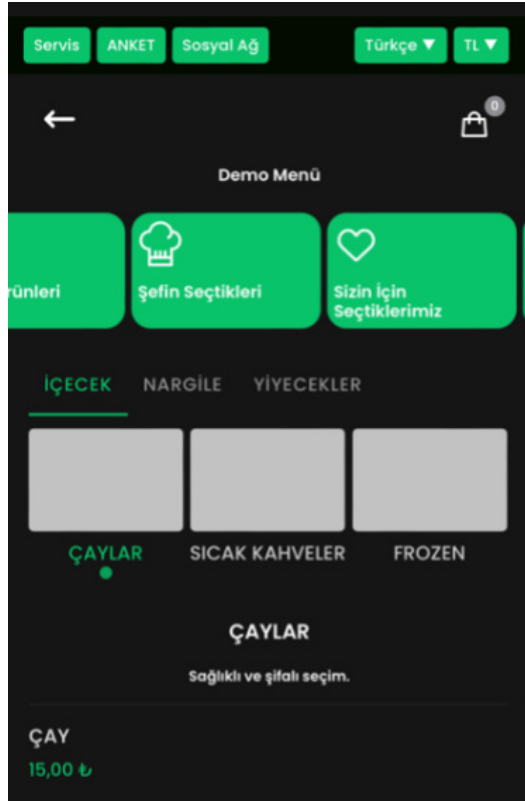 Servis ANKET Sosyal Ağ Türkçe ▼ TL ▼
0
Demo Menü
rünleri Şefin Seçtikleri Sizin İçin
Seçtiklerimiz
İÇECEK NARGİLE YİYECEKLER
ÇAYLAR SICAK KAHVELER FROZEN
ÇAYLAR
Sağlıklı ve şifalı seçim.
ÇAY
15,00 ₺